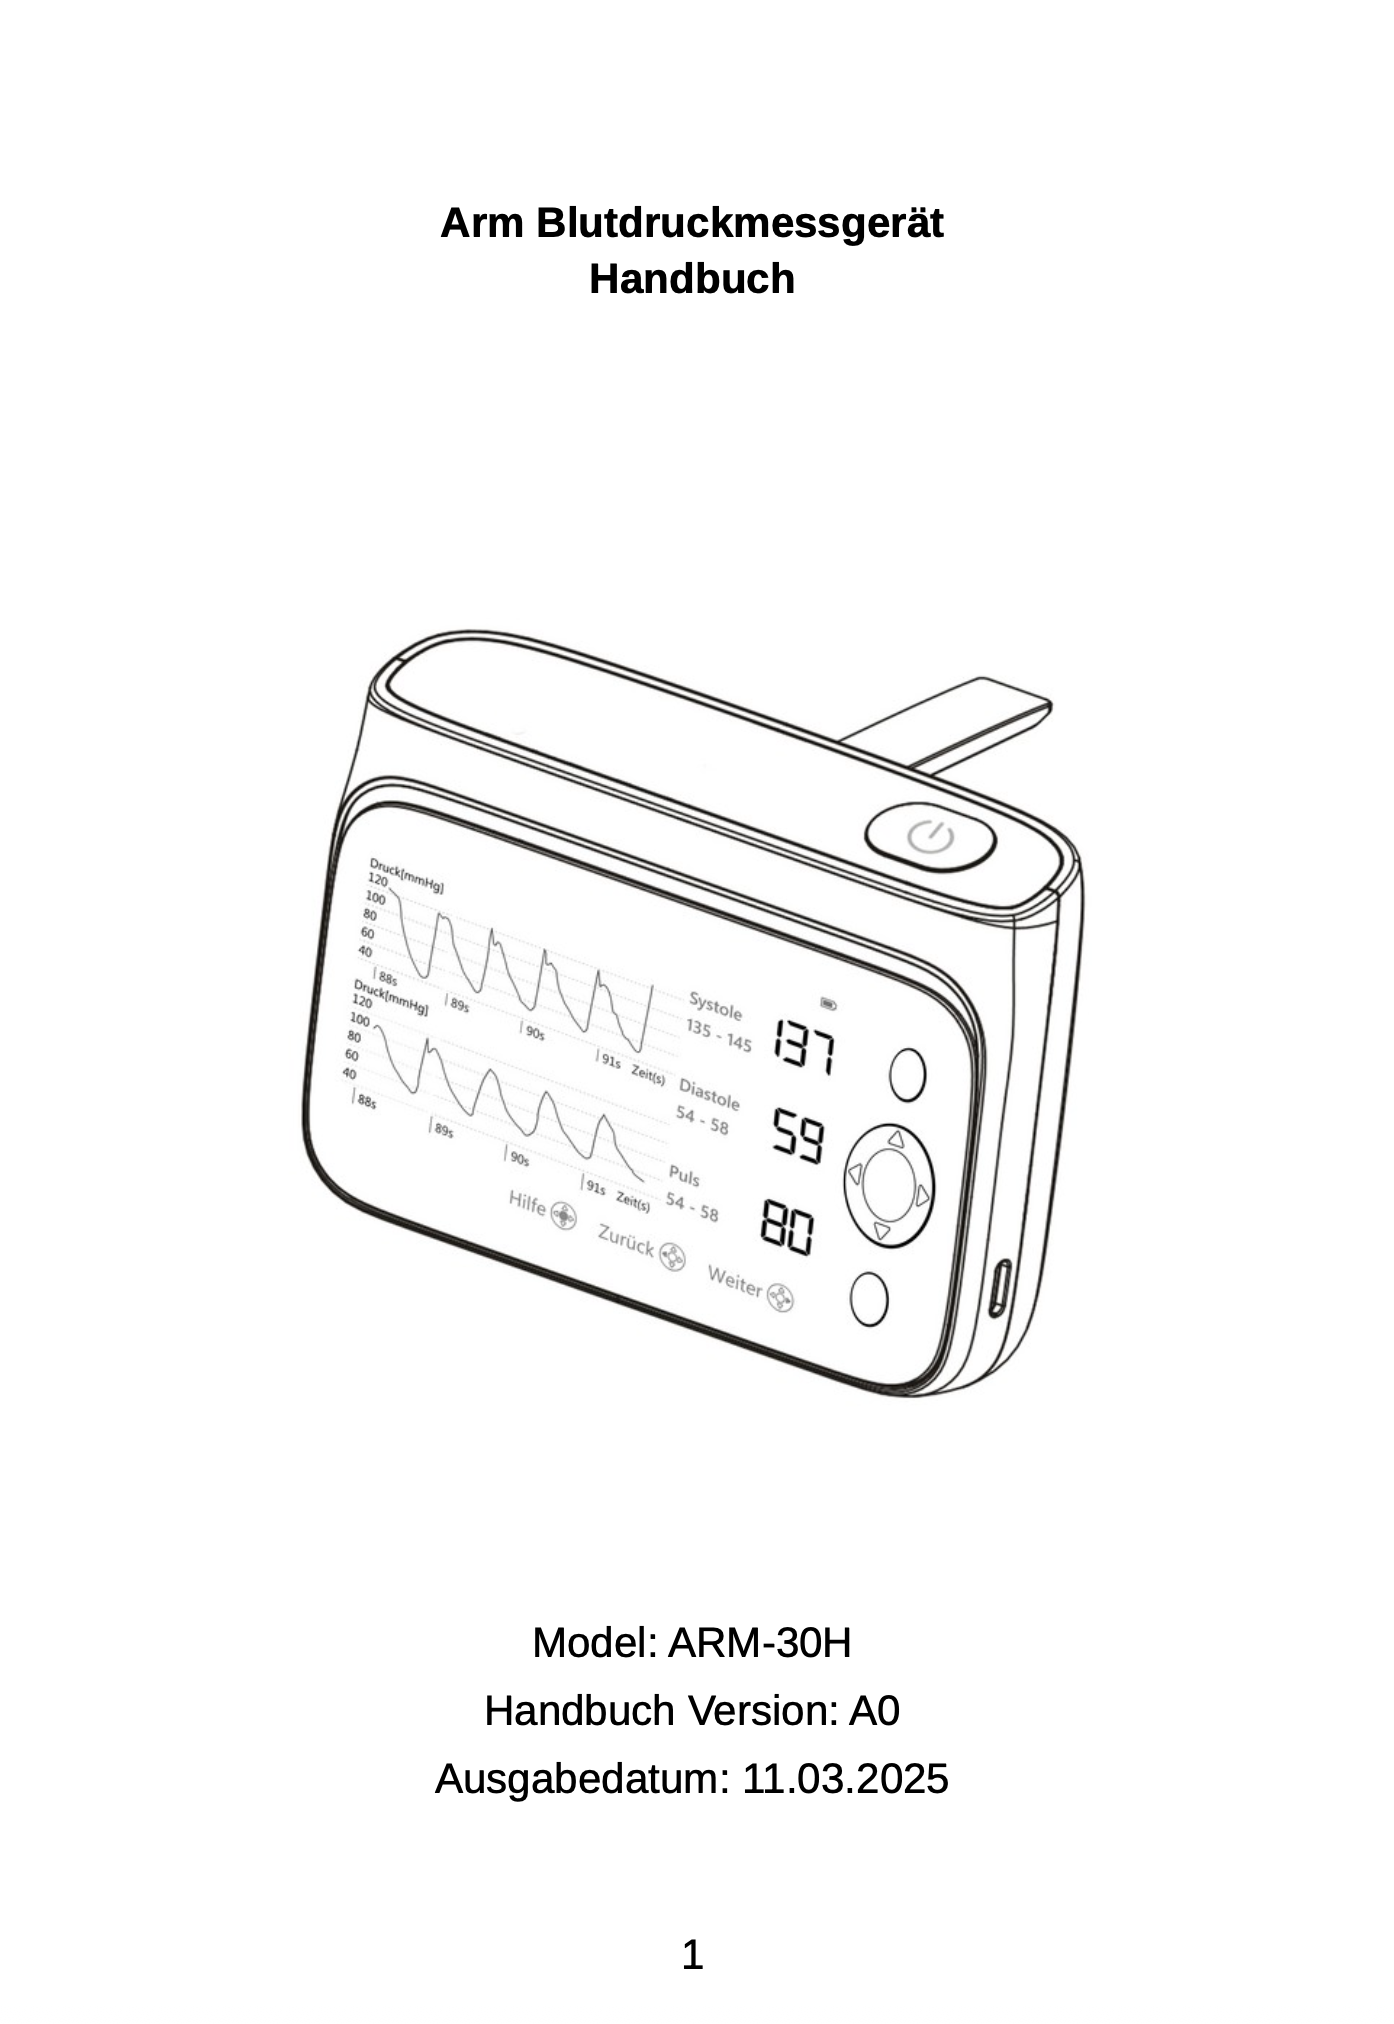 Arm Blutdruckmessgerät
Handbuch
Druck[mmHg]
120
100
80
60
40
88s
89s
90s
91s Zeit(s)
Druck[mmHg]
120
100
80
60
40
88s
89s
90s
91s Zeit(s)
Systole
135 - 145
137
Diastole
54 - 58
59
Puls
54 - 58
80
Hilfe
Zurück
Weiter
Model: ARM-30H
Handbuch Version: A0
Ausgabedatum: 11.03.2025
1